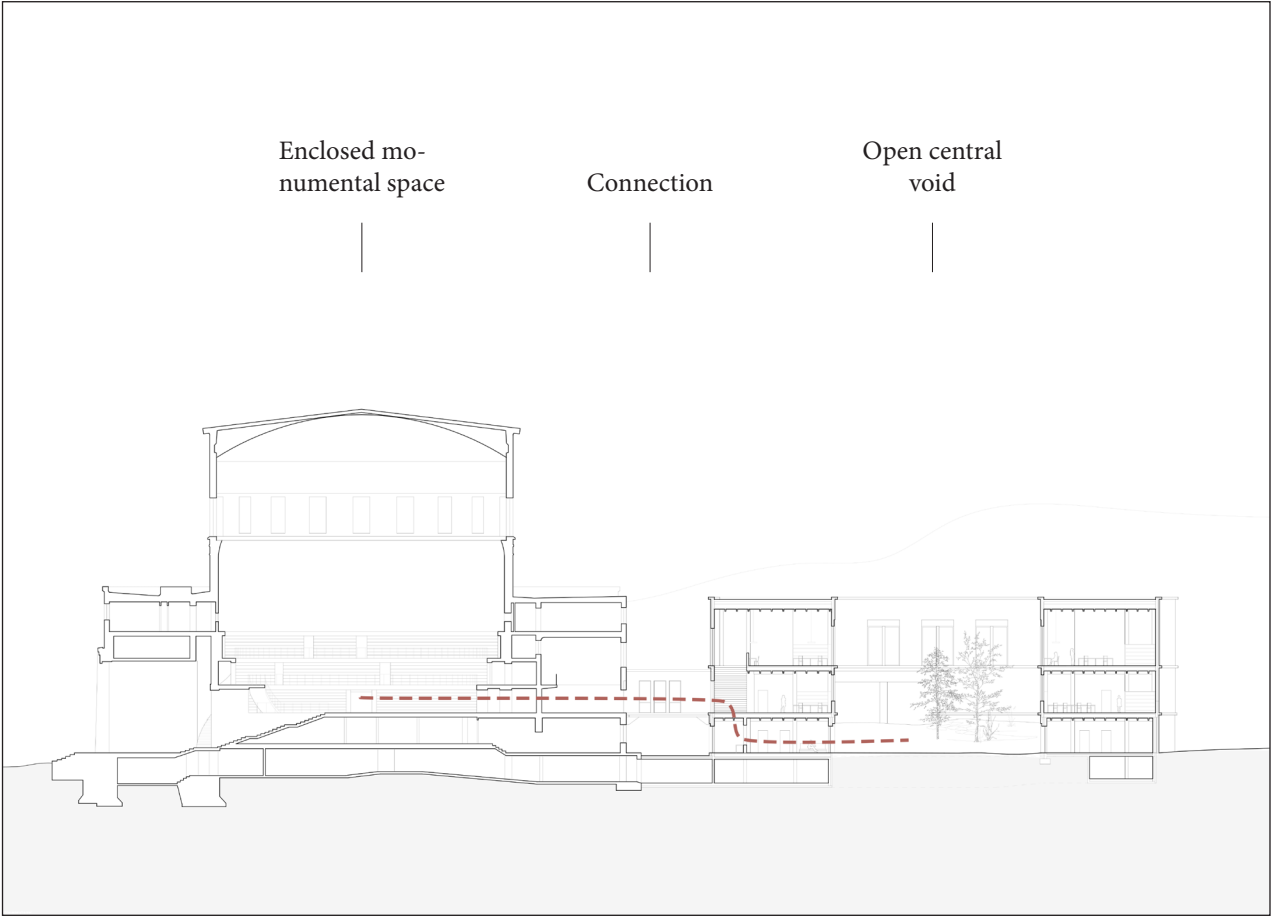 Enclosed mo-
numental space
Connection
Open central
void